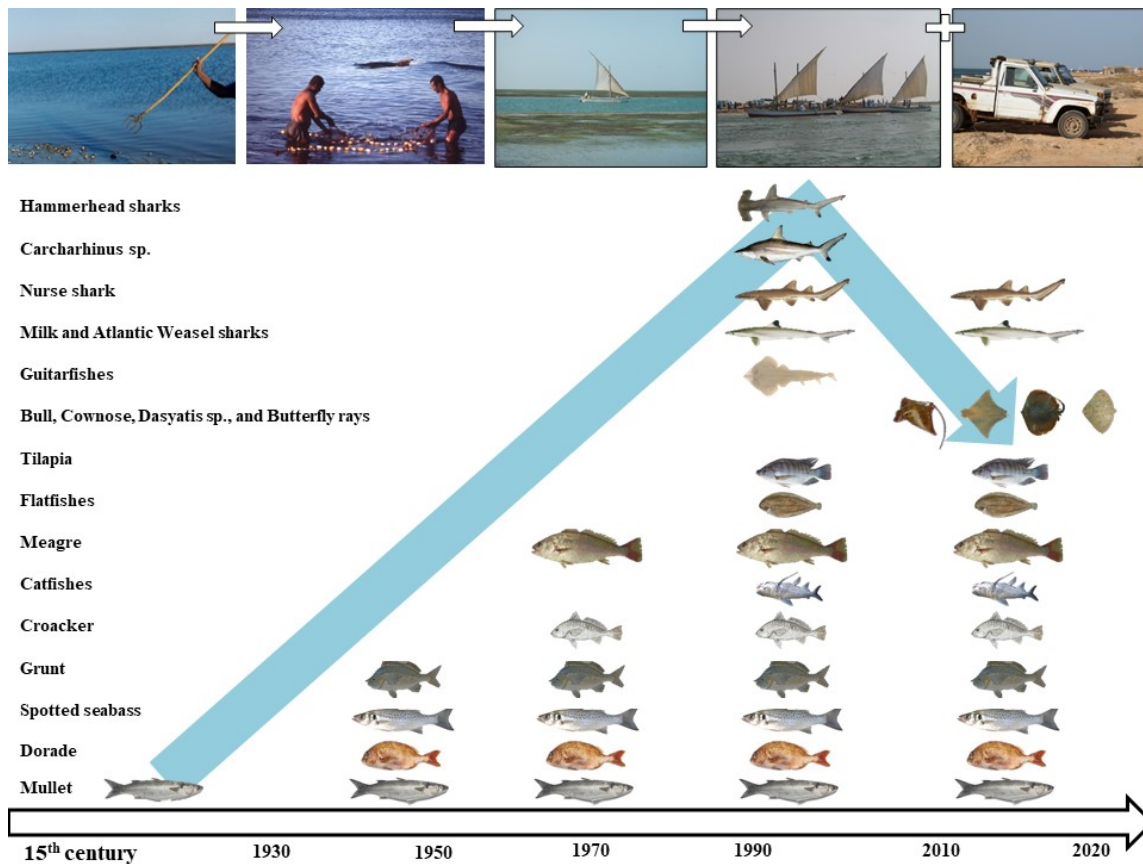 Hammerhead sharks
Carcharhinus sp.
Nurse shark
Milk and Atlantic Weasel sharks
Guitarfishes
Bull, Cownose, Dasyatis sp., and Butterfly rays
Tilapia
Flatfishes
Meagre
Catfishes
Croacker
Grunt
Spotted seabass
Dorade
Mullet
15th century 1930 1950 1970 1990 2010 2020